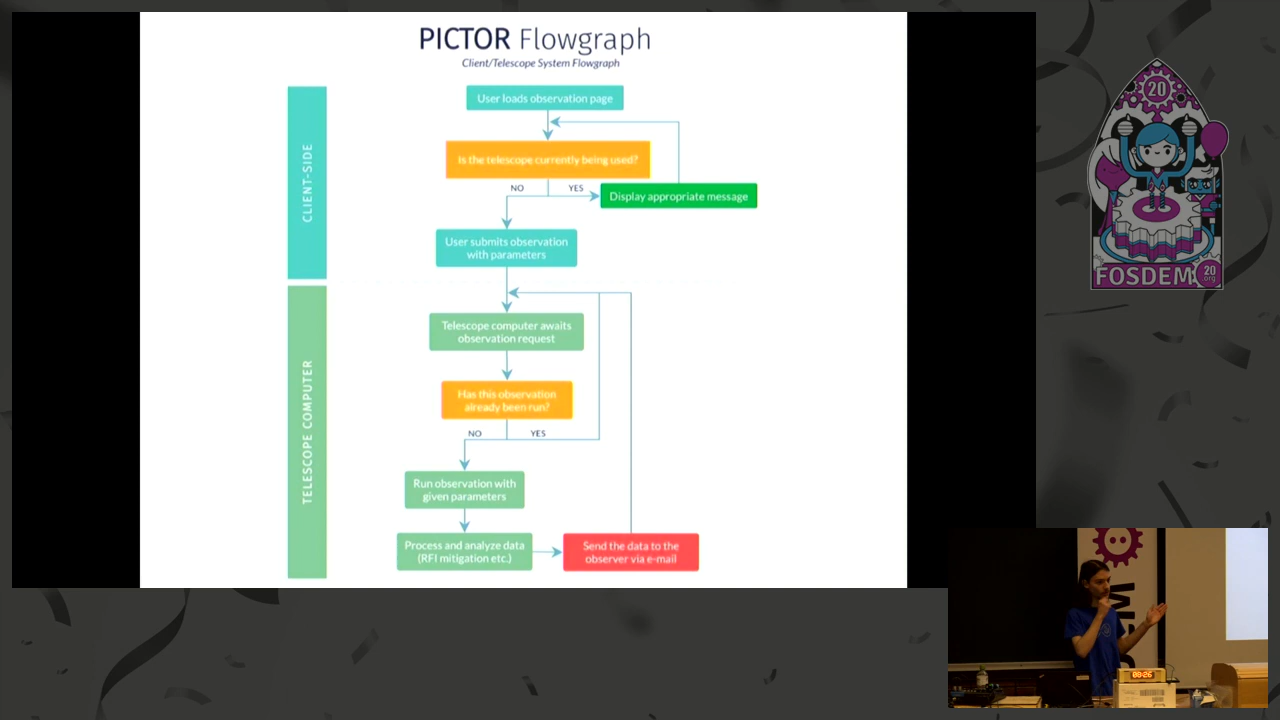 PICTOR Flowgraph
Client/Telescope System Flowgraph
CLIENT-SIDE
User loads observation page
Is the telescope currently being used?
NO
YES
Display appropriate message
User submits observation
with parameters
TELESCOPE COMPUTER
Telescope computer awaits
observation request
Has this observation
already been run?
NO
YES
Run observation with
given parameters
Process and analyze data
(RFI mitigation etc.)
Send the data to the
observer via e-mail
20
FOSDEM
20
.org
08:26